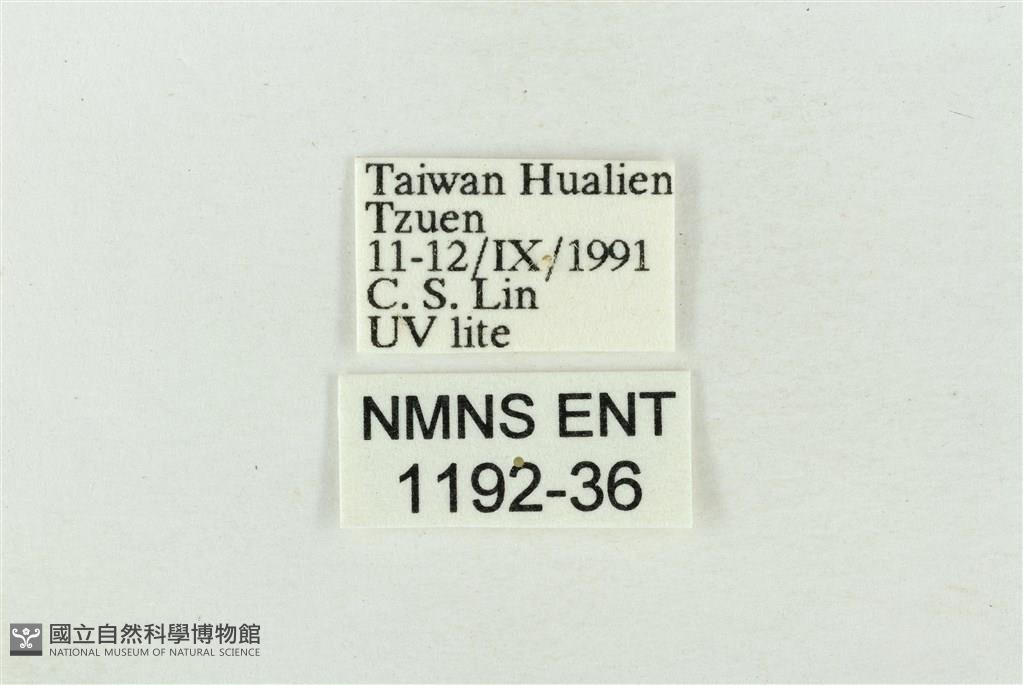 Taiwan Hualien
Tzuen
11-12/IX/1991
C. S. Lin
UV lite
NMNS ENT
1192-36
國立自然科學博物館
NATIONAL MUSEUM OF NATURAL SCIENCE